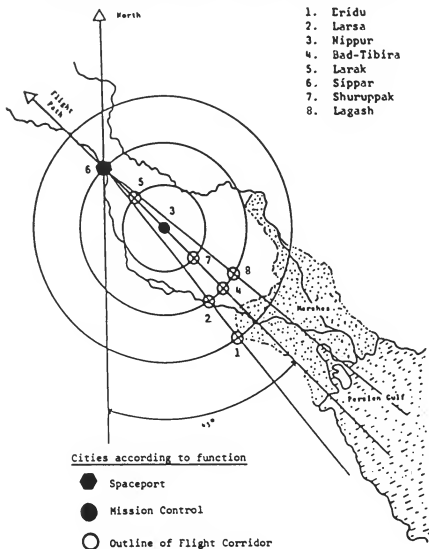 North
Flight
Path
1. Eridu
2. Larsa
3. Nippur
4. Bad-Tibira
5. Larak
6. Sippar
7. Shuruppak
8. Lagash
6
5
3
7
8
4
2
1
Marshes
Persian Gulf
45°
Cities according to function
Spaceport
Mission Control
Outline of Flight Corridor